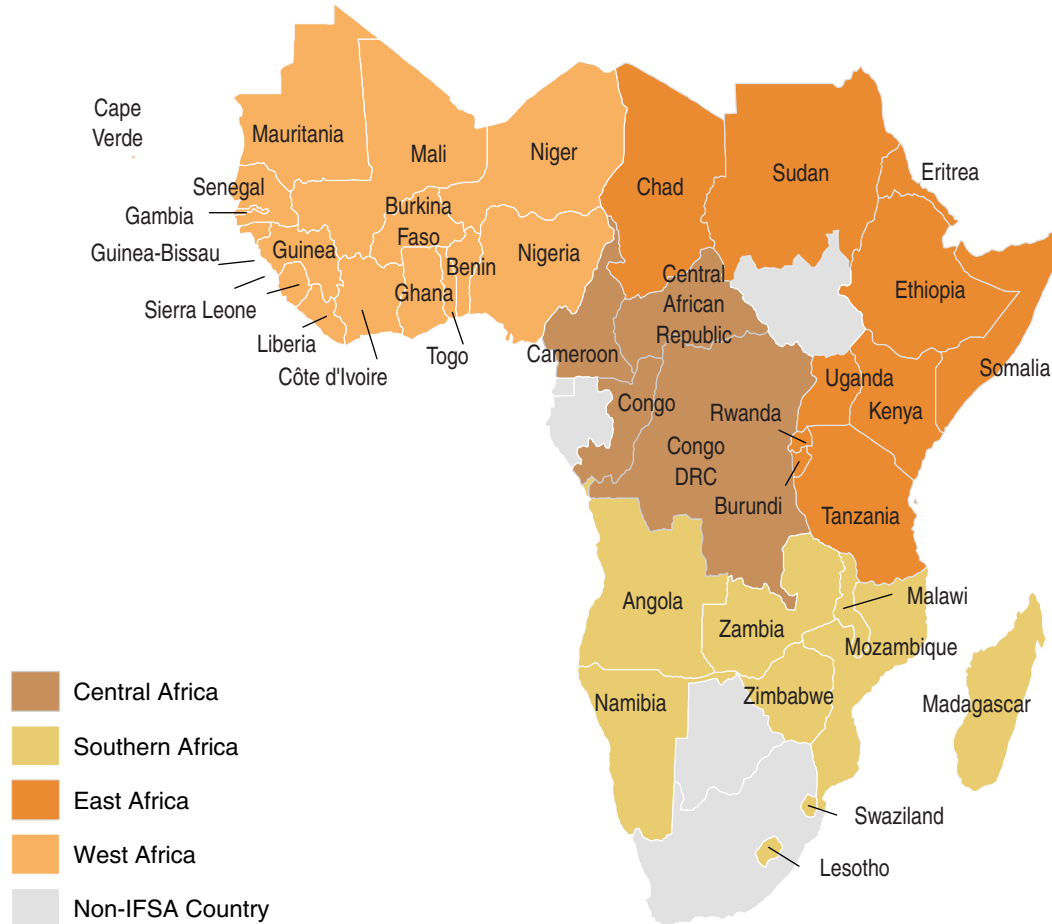 Cape
Verde
Mauritania
Mali
Niger
Chad
Sudan
Eritrea
Senegal
Gambia
Burkina
Faso
Guinea-Bissau
Guinea
Benin
Nigeria
Central
African
Republic
Ethiopia
Ghana
Sierra Leone
Liberia
Togo
Cameroon
Côte d'Ivoire
Somalia
Uganda
Kenya
Congo
Rwanda
Congo
DRC
Burundi
Tanzania
Angola
Malawi
Zambia
Mozambique
Namibia
Zimbabwe
Madagascar
Swaziland
Lesotho
Central Africa
Southern Africa
East Africa
West Africa
Non-IFSA Country